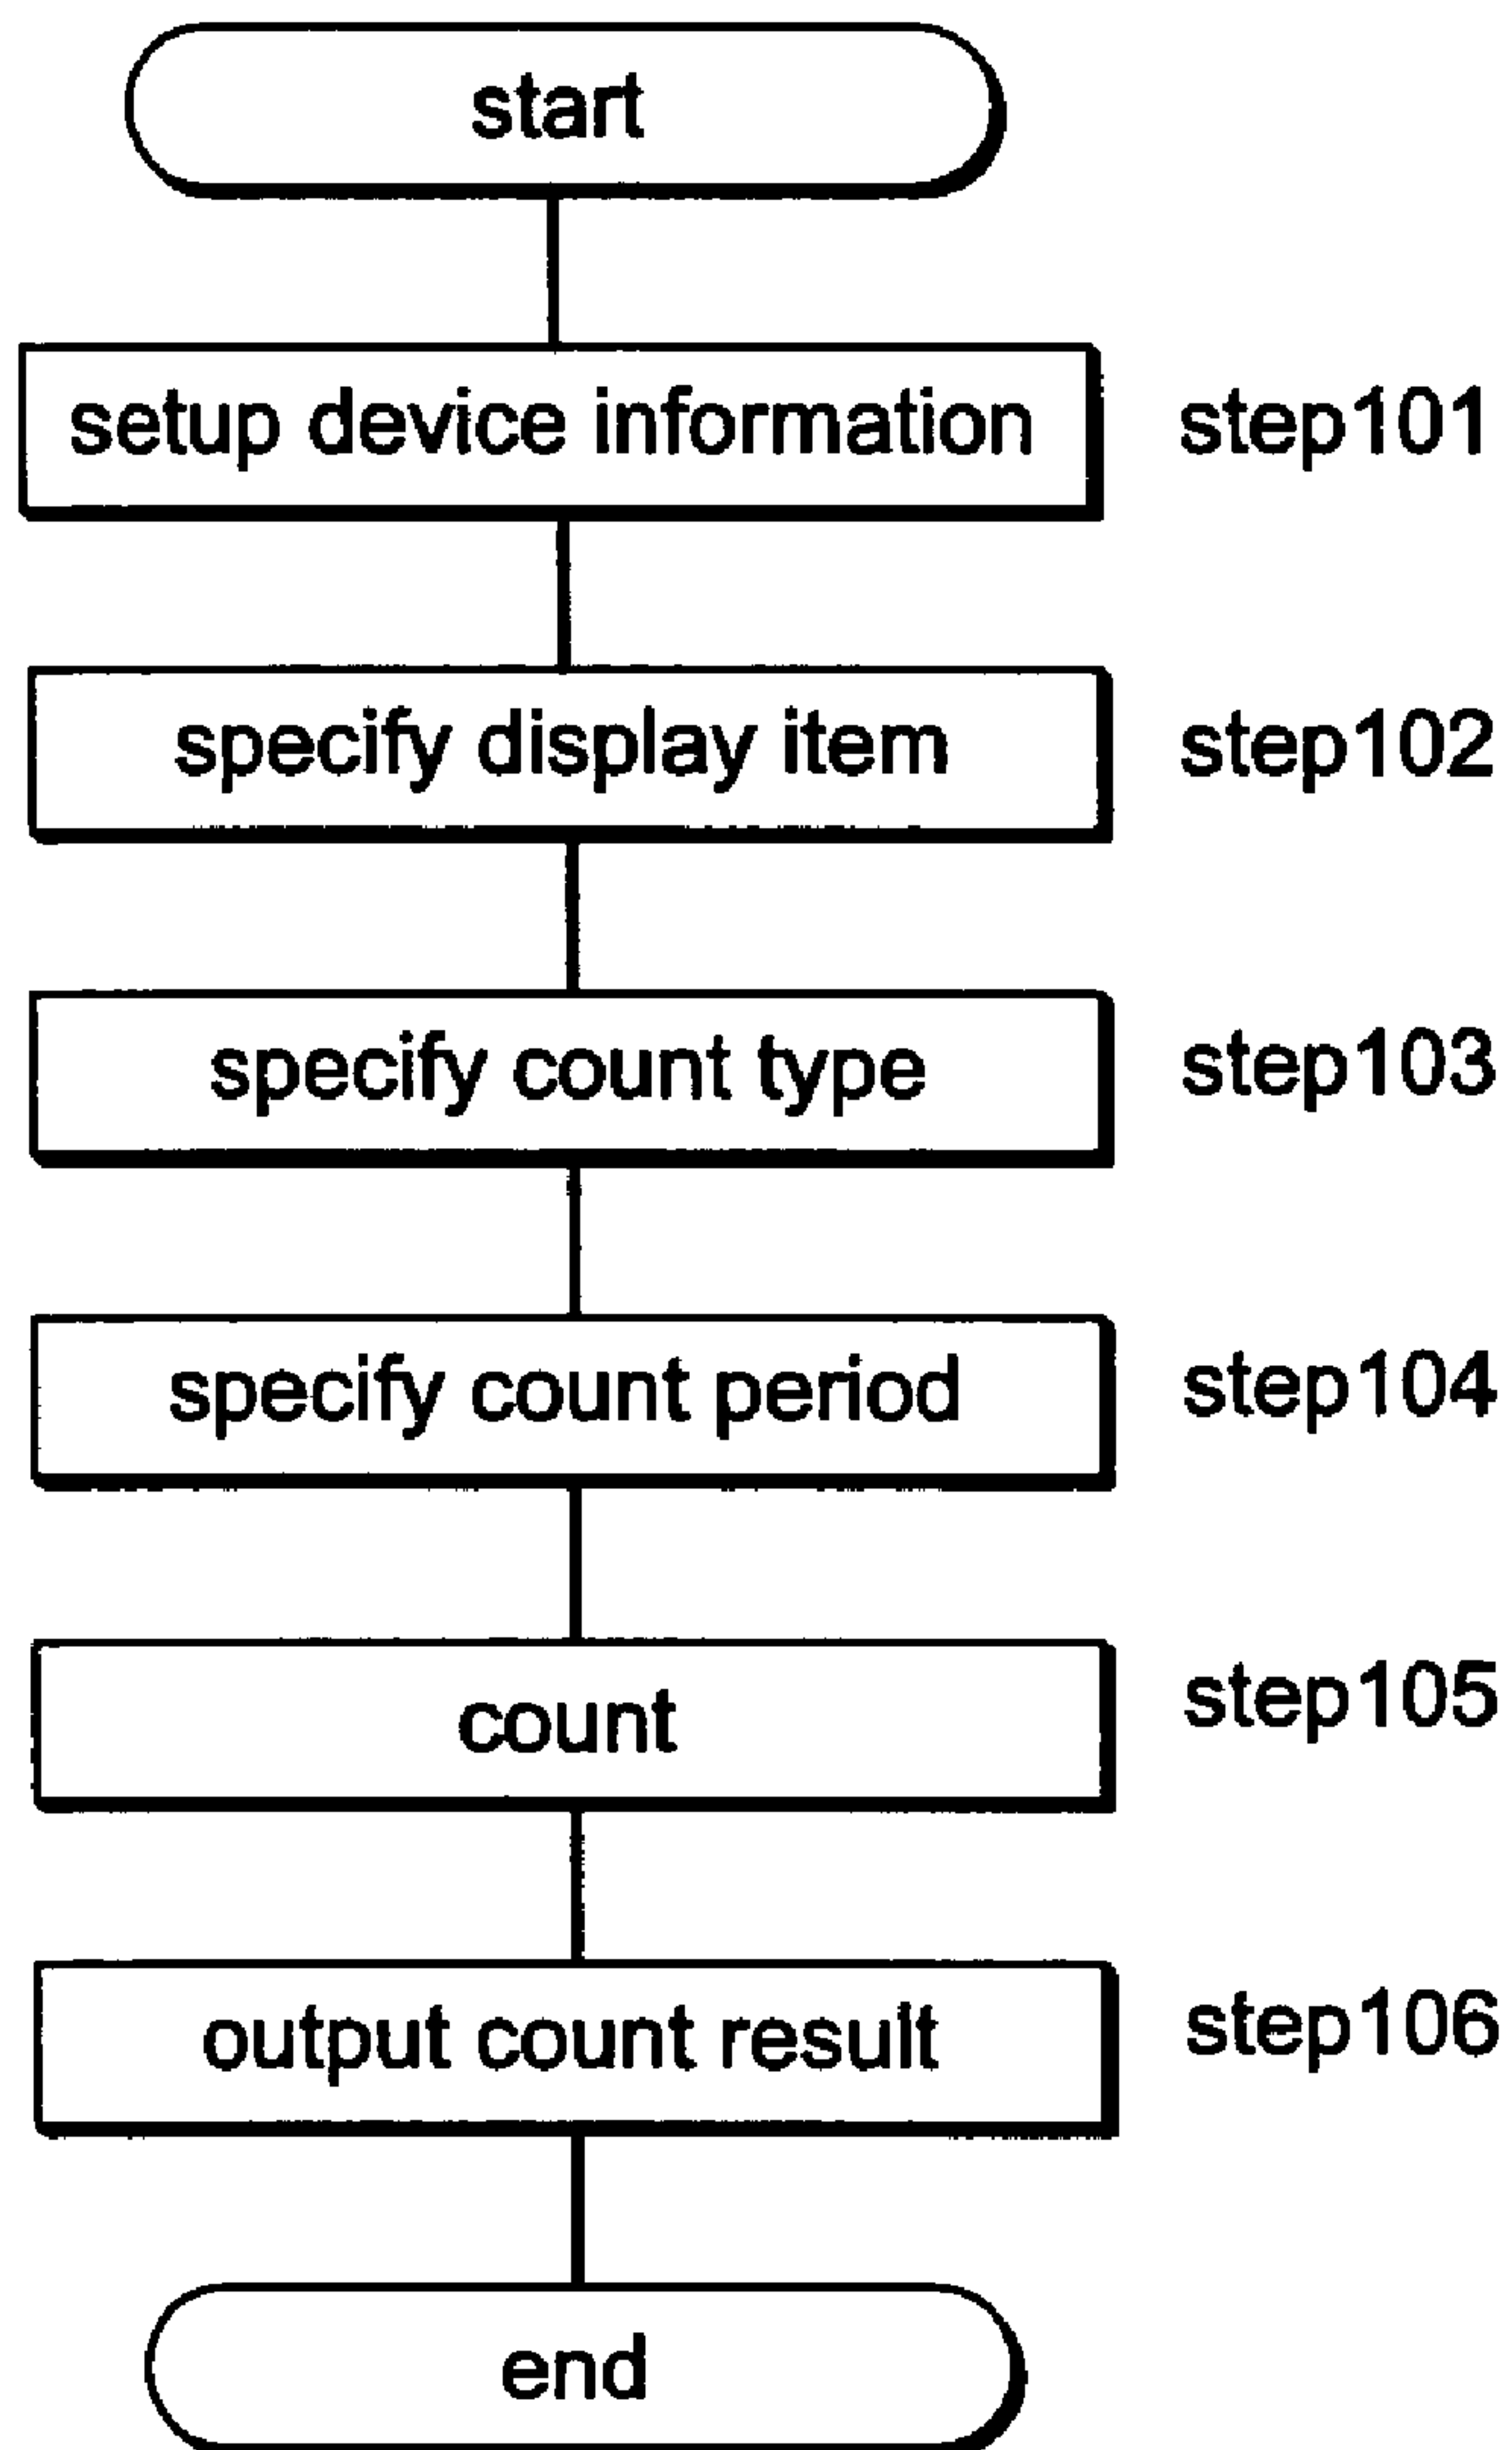 start
setup device information step101
specify display item step102
specify count type step103
specify count period step104
count step105
output count result step106
end